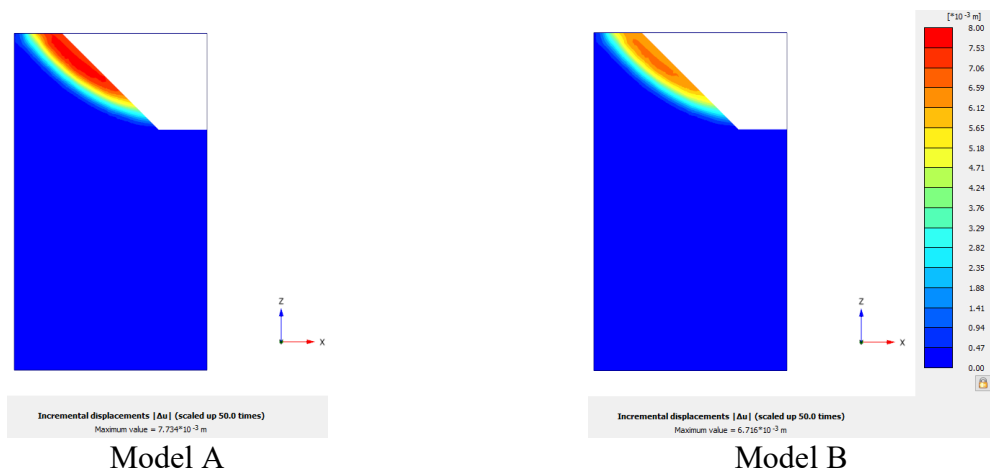 [*10⁻³ m]
8.00
7.53
7.06
6.59
6.12
5.65
5.18
4.71
4.24
3.76
3.29
2.82
2.35
1.88
1.41
0.94
0.47
0.00
Z
X
Z
X
Incremental displacements |Δu| (scaled up 50.0 times)
Maximum value = 7.734*10⁻³ m
Incremental displacements |Δu| (scaled up 50.0 times)
Maximum value = 6.716*10⁻³ m
Model A
Model B